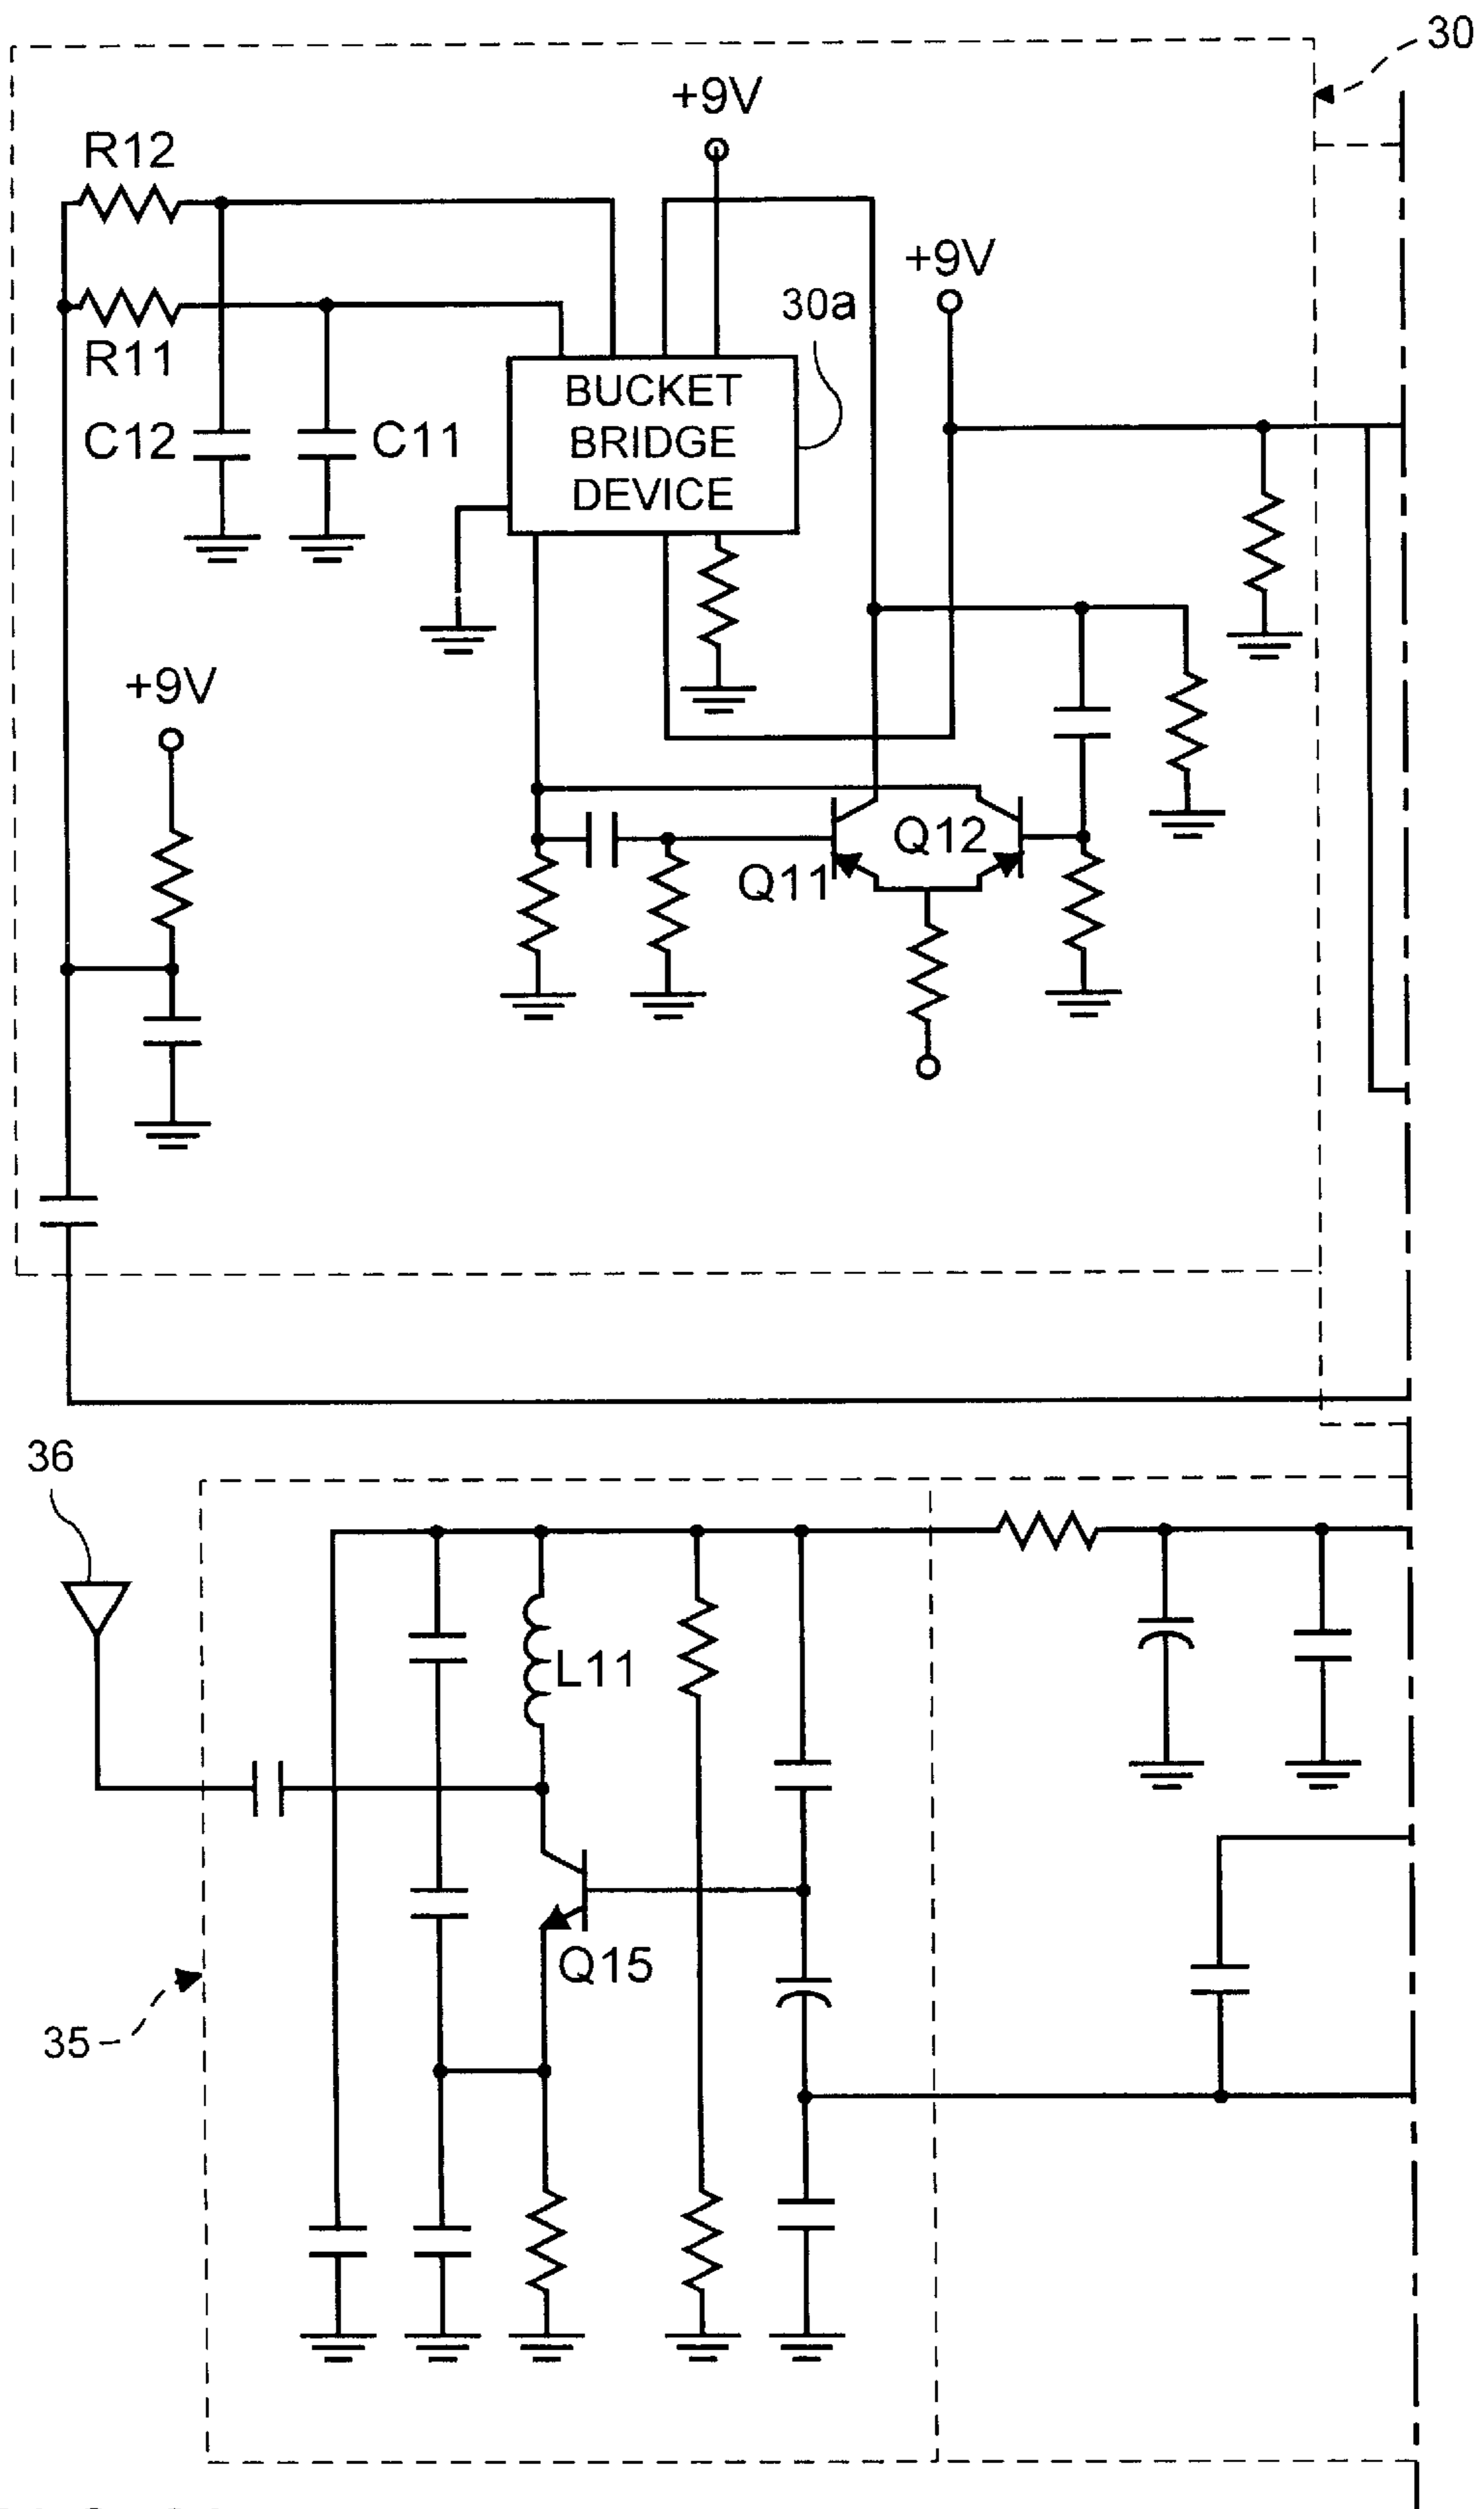 30
+9V
R12
+9V
30a
R11
BUCKET
BRIDGE
DEVICE
C12
C11
+9V
Q12
Q11
36
L11
Q15
35